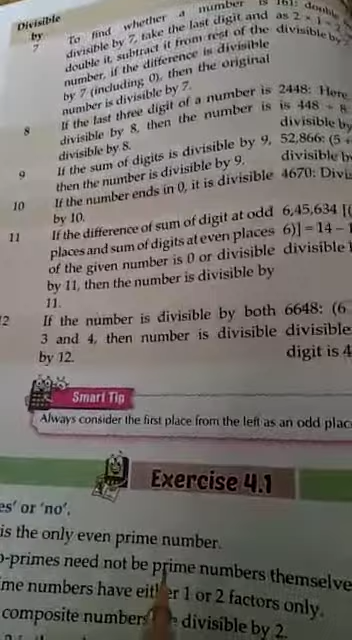 Divisible
by
7
To find whether a number is 161: double
divisible by 7, take the last digit and as 2 × 1 = 2
double it, subtract it from rest of the divisible by 7
number, if the difference is divisible
by 7 (including 0), then the original
number is divisible by 7.
8 If the last three digit of a number is 2448: Here
divisible by 8, then the number is is 448 ÷ 8
divisible by 8. divisible by
9 If the sum of digits is divisible by 9, 52,866: (5 +
then the number is divisible by 9. divisible by
10 If the number ends in 0, it is divisible 4670:
by 10.
11 If the difference of sum of digit at odd 6,45,634 [(
places and sum of digits at even places 6)] = 14 –
of the given number is 0 or divisible divisible
by 11, then the number is divisible by
11.
2 If the number is divisible by both 6648: (6
3 and 4, then number is divisible divisible
by 12. digit is 4
Smart Tip
Always consider the first place from the left as an odd plac
Exercise 4.1
es' or 'no'.
is the only even prime number.
o-primes need not be prime numbers themselve
me numbers have either 1 or 2 factors only.
composite numbers divisible by 2.